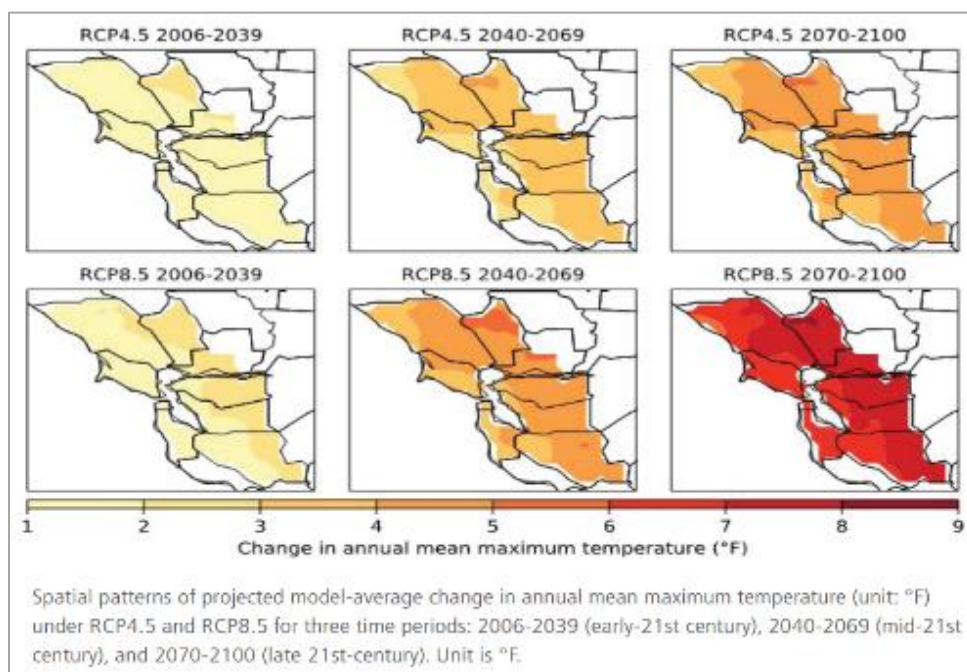 RCP4.5 2006-2039
RCP4.5 2040-2069
RCP4.5 2070-2100
RCP8.5 2006-2039
RCP8.5 2040-2069
RCP8.5 2070-2100
1 2 3 4 5 6 7 8 9
Change in annual mean maximum temperature (°F)
Spatial patterns of projected model-average change in annual mean maximum temperature (unit: °F)
under RCP4.5 and RCP8.5 for three time periods: 2006-2039 (early-21st century), 2040-2069 (mid-21st
century), and 2070-2100 (late 21st-century). Unit is °F.